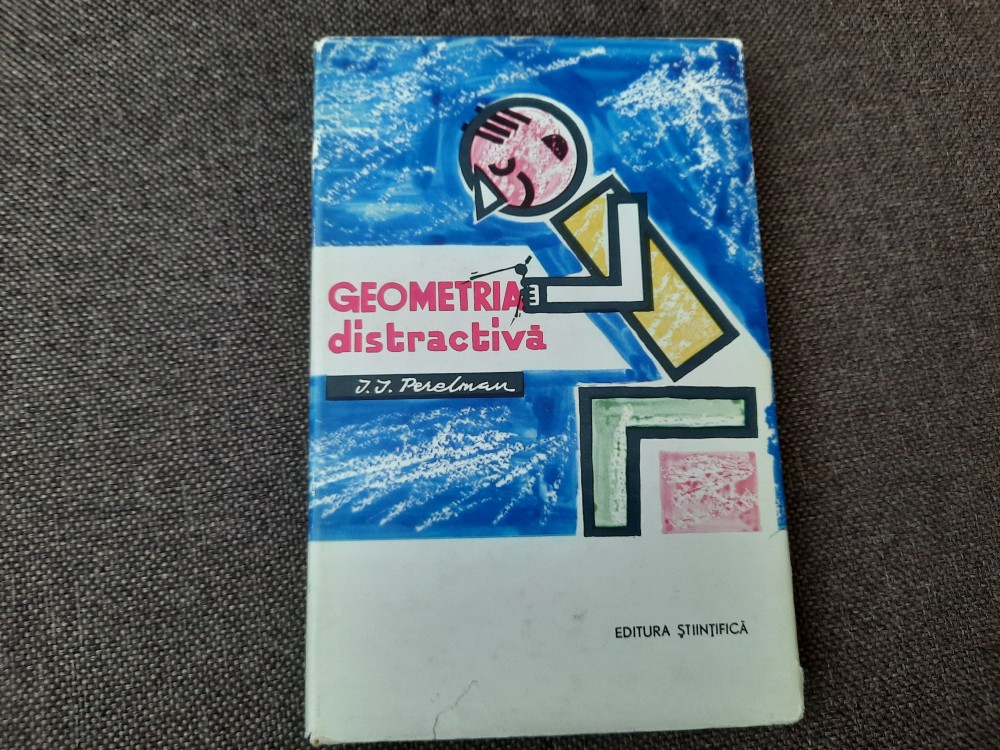 GEOMETRIA
distractivă
J. J. Perelman
EDITURA ȘTIINȚIFICĂ